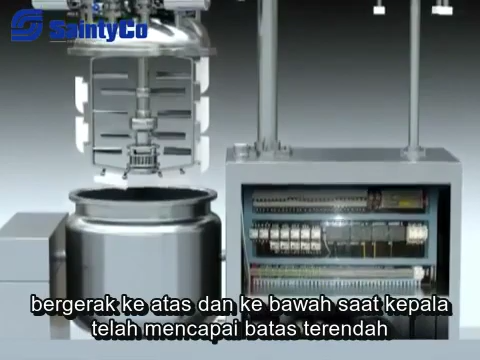 SaintyCo
bergerak ke atas dan ke bawah saat kepala
telah mencapai batas terendah